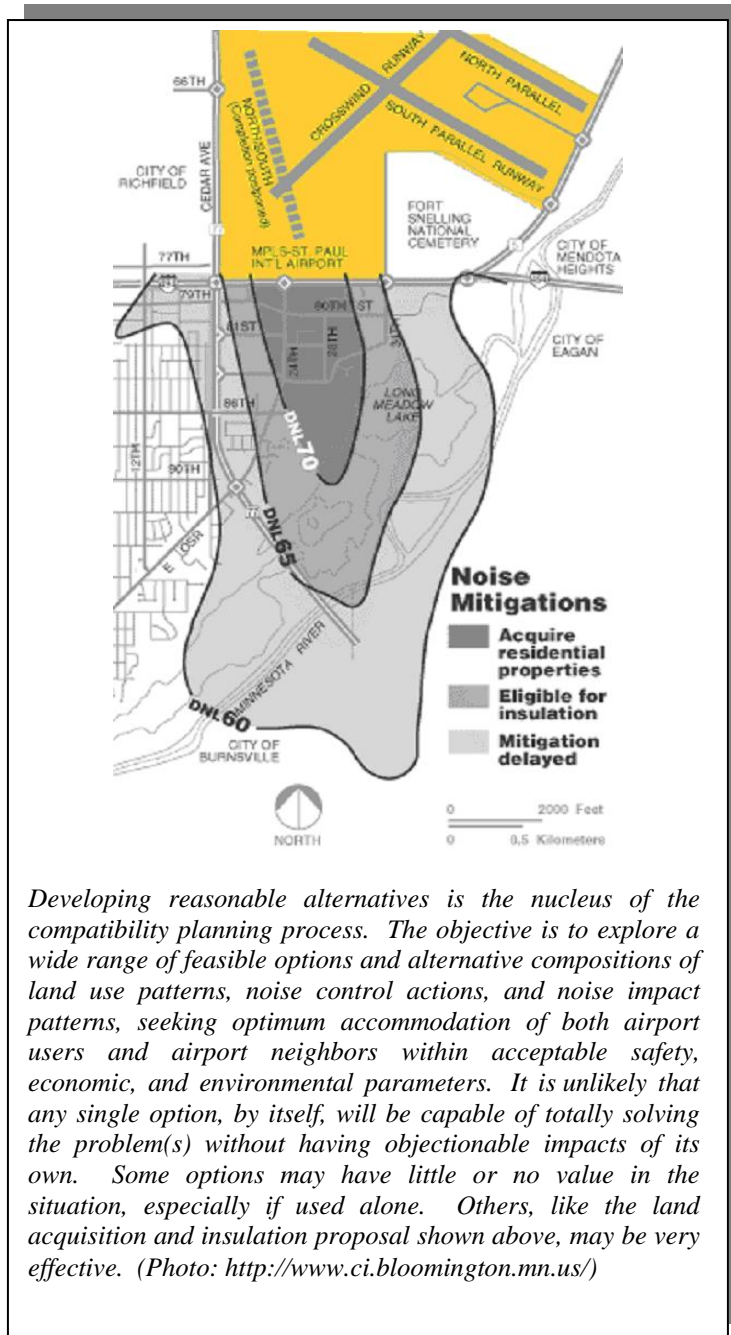 66TH
CITY OF
RICHFIELD
CEDAR AVE
NORTH/SOUTH
(Completion postponed)
CROSSWIND RUNWAY
NORTH PARALLEL
SOUTH PARALLEL RUNWAY
FORT
SNELLING
NATIONAL
CEMETERY
MPLS-ST. PAUL
INT'L AIRPORT
CITY OF
MENDOTA
HEIGHTS
CITY OF
EAGAN
77TH
79TH
80TH ST
81ST
24TH
28TH
86TH
12TH
90TH
LONG
MEADOW
LAKE
DNL70
DNL65
DNL60
MINNESOTA RIVER
CITY OF
BURNSVILLE
Noise
Mitigations
Acquire
residential
properties
Eligible for
insulation
Mitigation
delayed
NORTH
0 2000 Feet
0 0,5 Kilometers
Developing reasonable alternatives is the nucleus of the
compatibility planning process. The objective is to explore a
wide range of feasible options and alternative compositions of
land use patterns, noise control actions, and noise impact
patterns, seeking optimum accommodation of both airport
users and airport neighbors within acceptable safety,
economic, and environmental parameters. It is unlikely that
any single option, by itself, will be capable of totally solving
the problem(s) without having objectionable impacts of its
own. Some options may have little or no value in the
situation, especially if used alone. Others, like the land
acquisition and insulation proposal shown above, may be very
effective. (Photo: http://www.ci.bloomington.mn.us/)